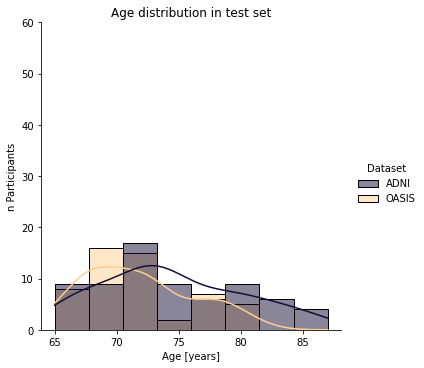 Age distribution in test set
60
50
40
30
20
10
0
n Participants
65 70 75 80 85
Age [years]
Dataset
ADNI
OASIS